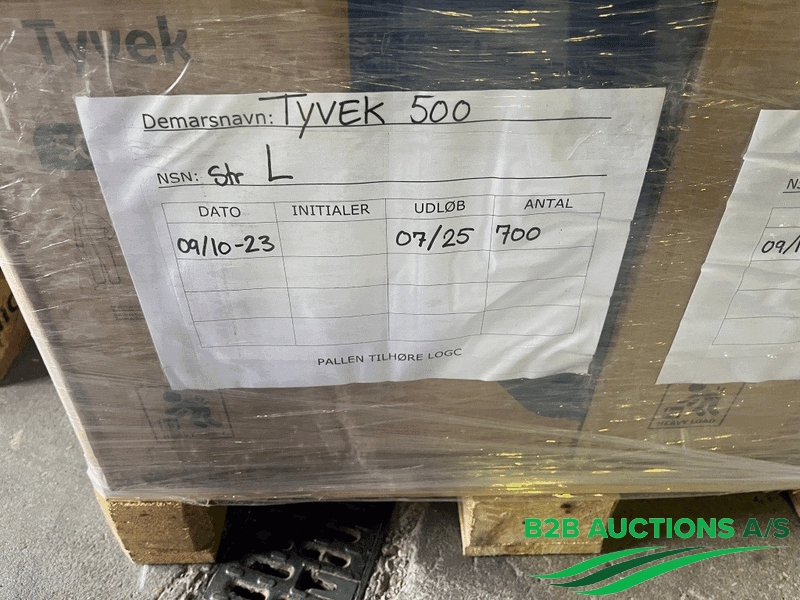 Tyvek
Demarsnavn: TYVEK 500
NSN: Str L
DATO INITIALER UDLØB ANTAL
09/10-23 07/25 700
PALLEN TILHØRE LOGC
HEAVY LOAD
B2B AUCTIONS A/S